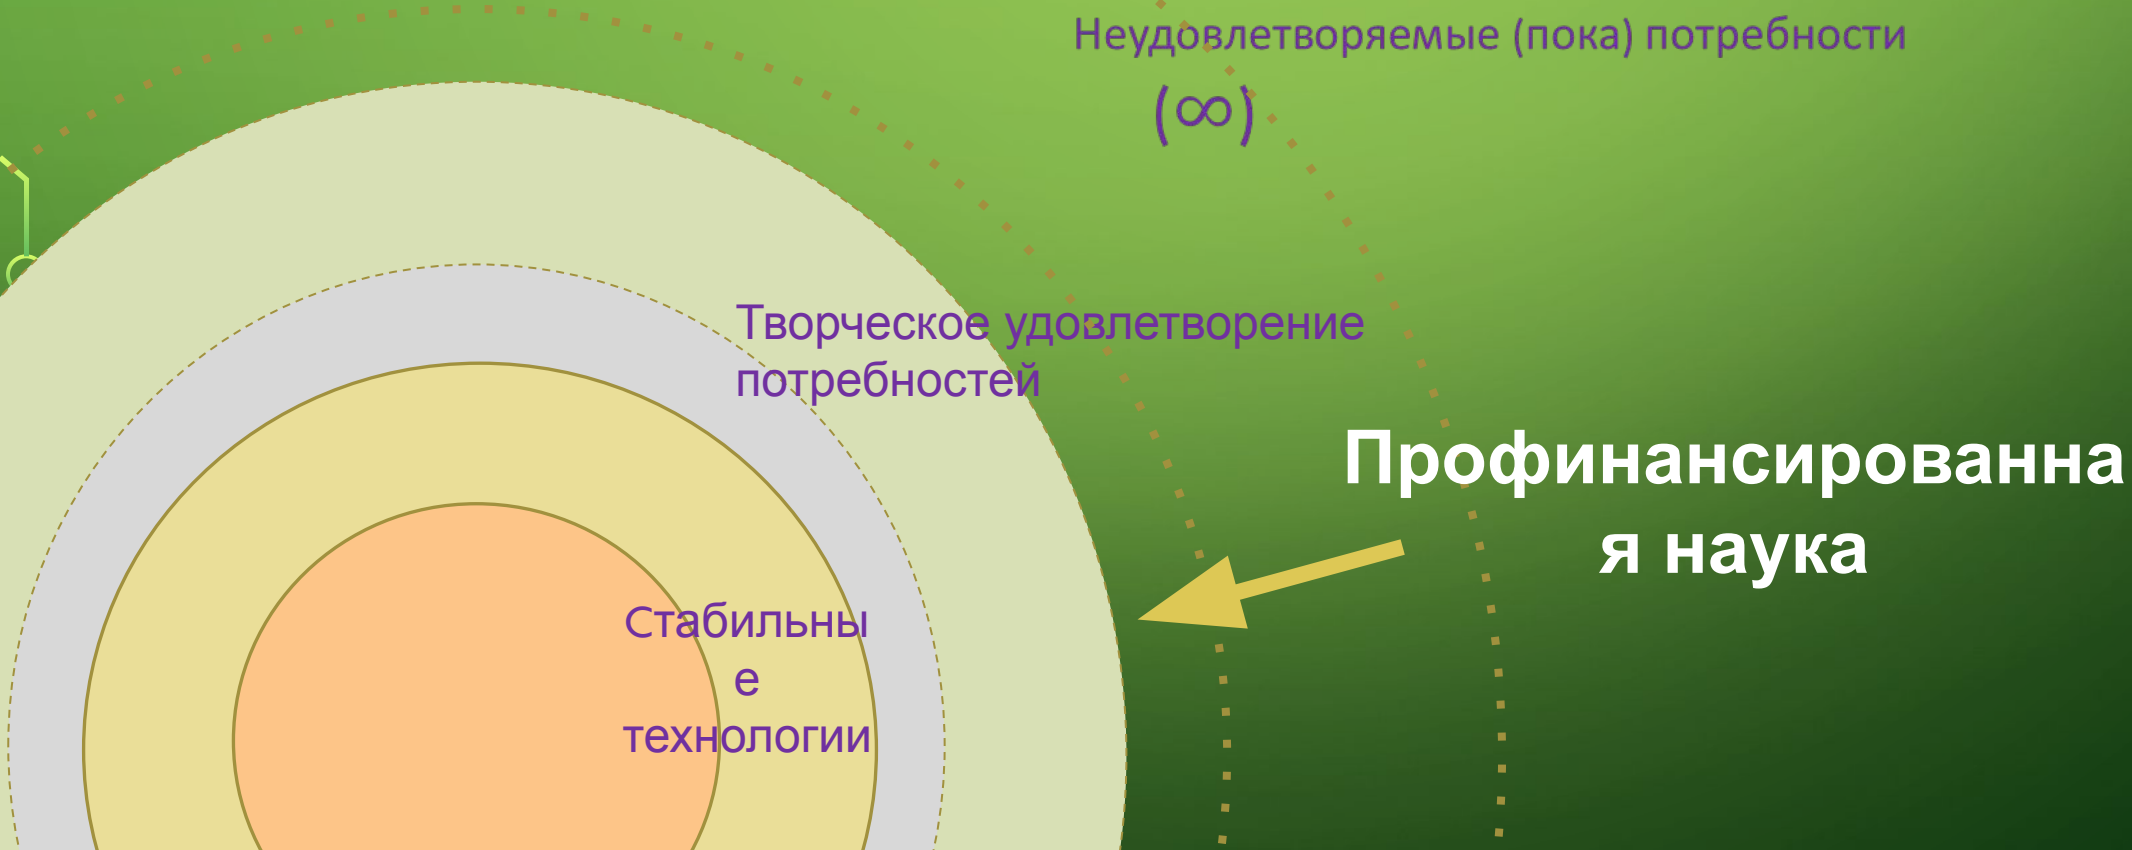 Неудовлетворяемые (пока) потребности
(∞)
Творческое удовлетворение
потребностей
Профинансированна
я наука
Стабильны
е
технологии